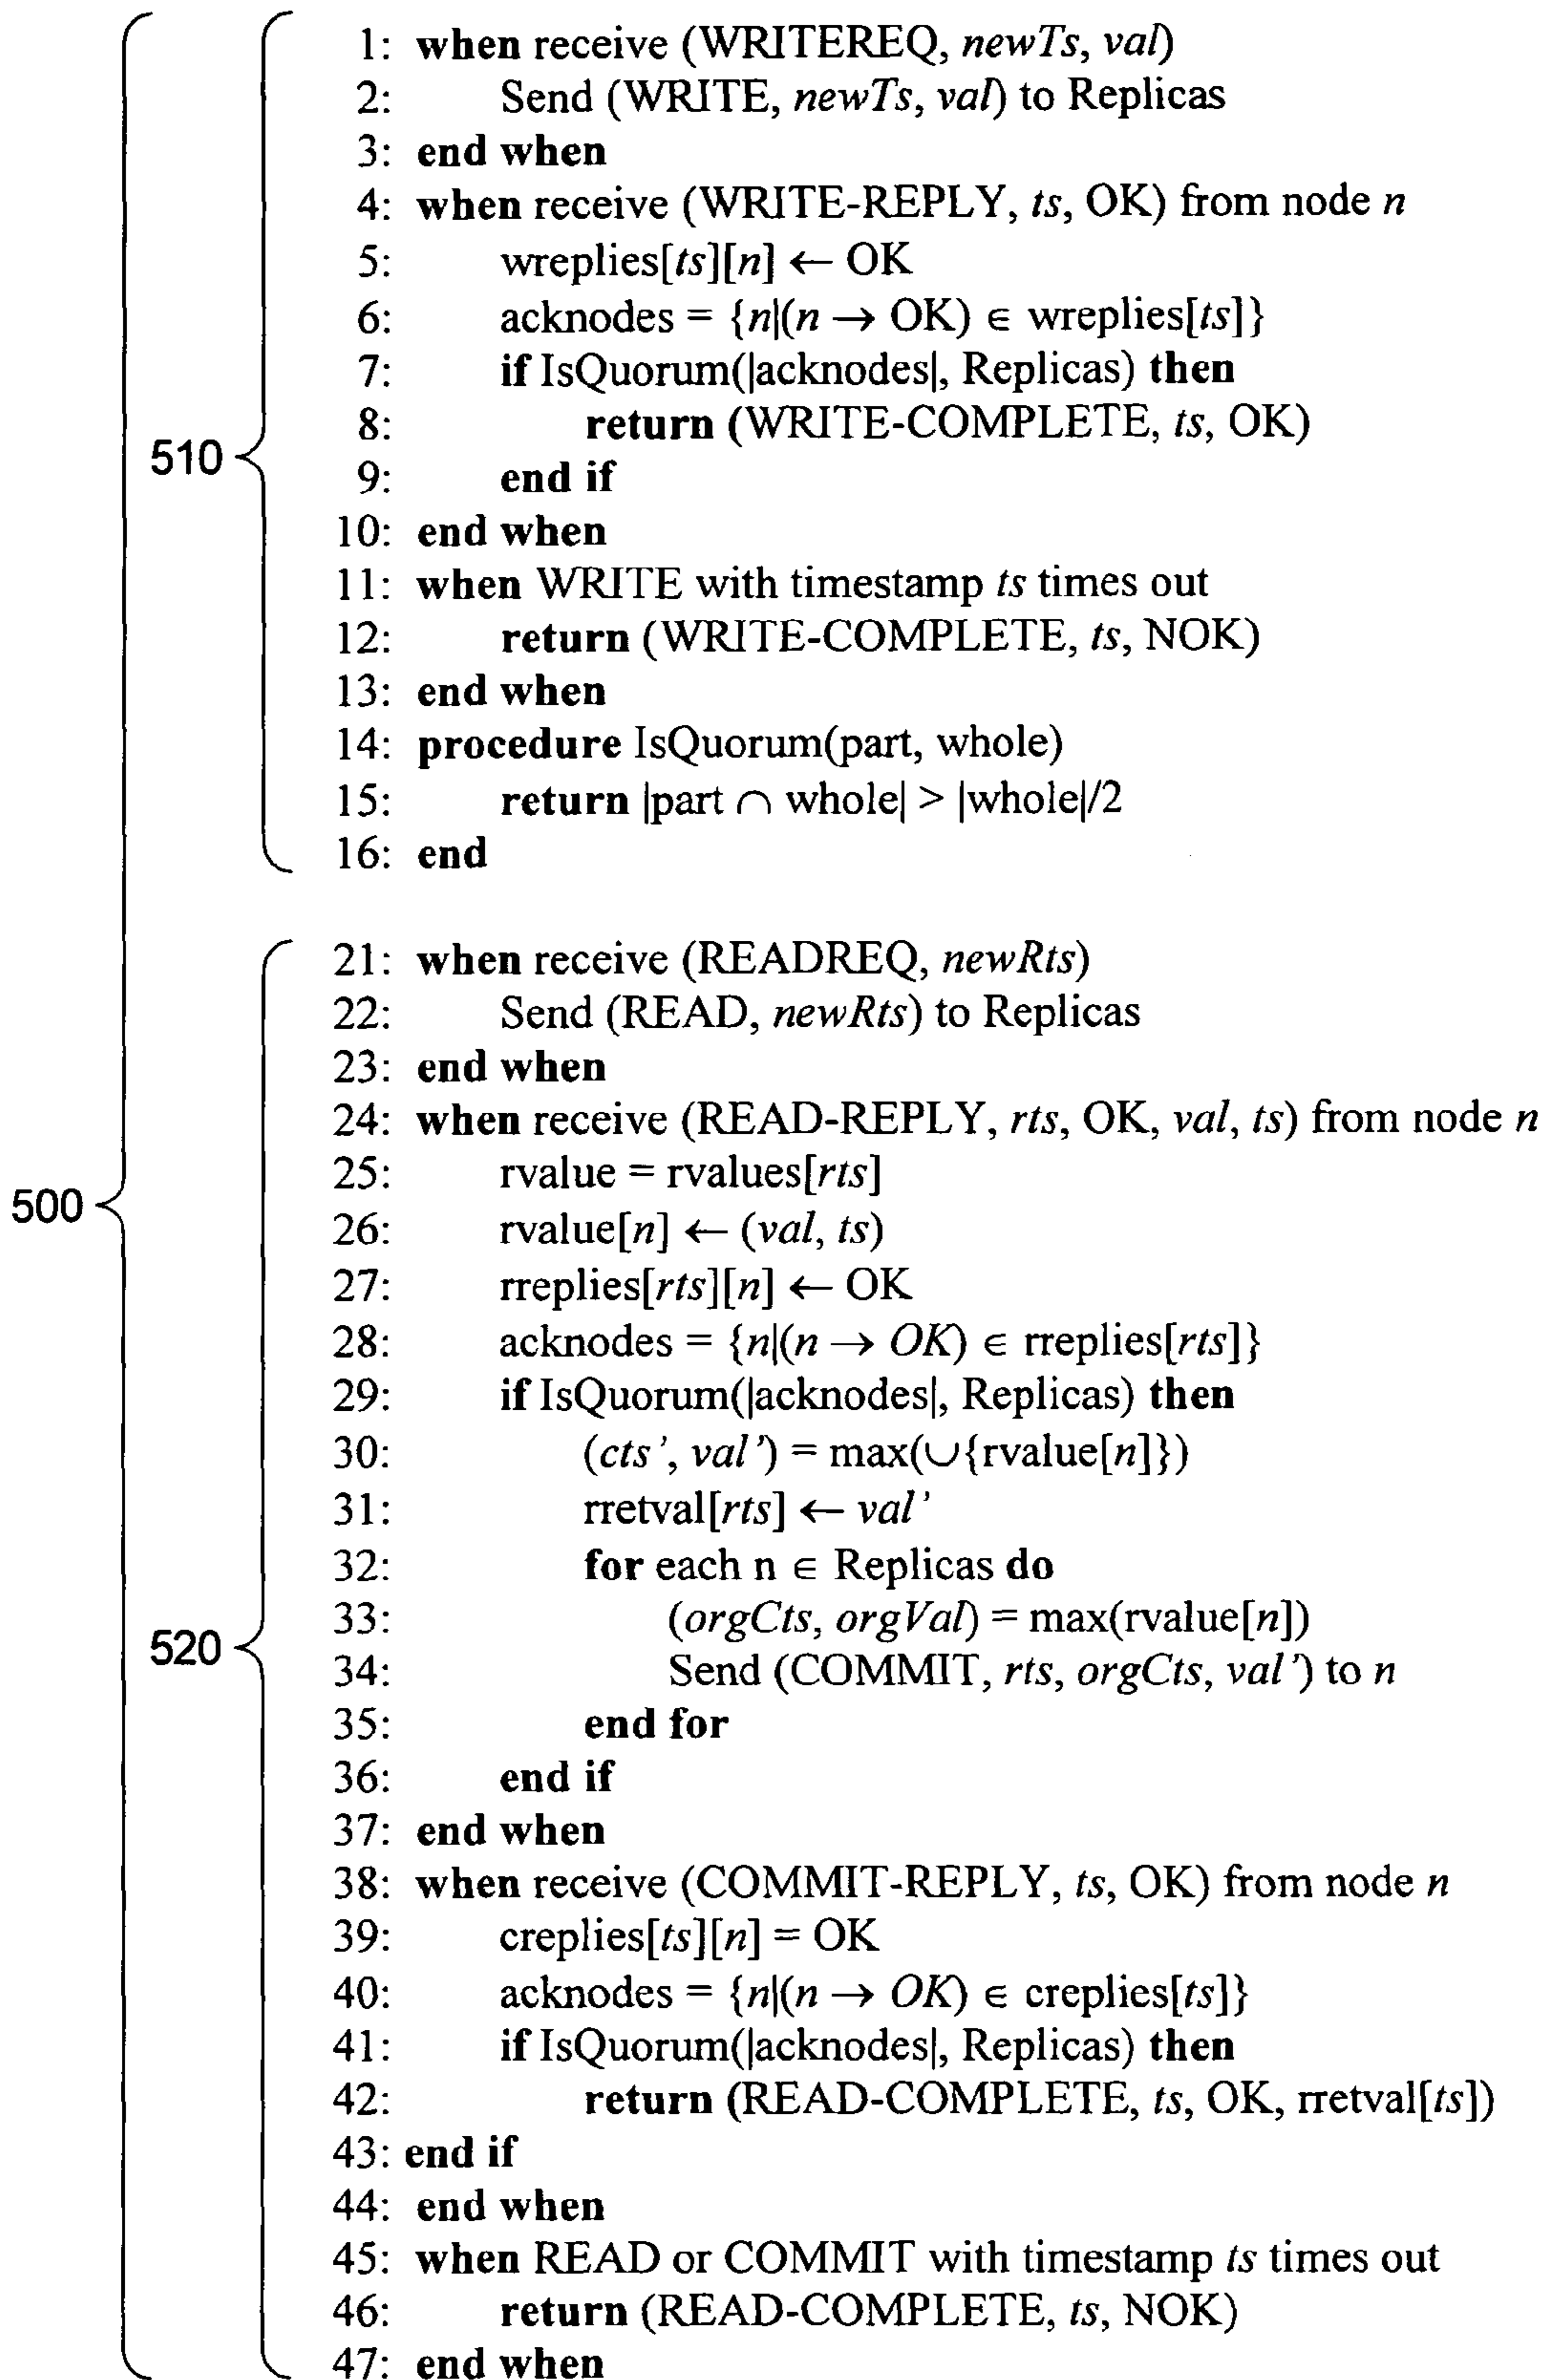 1: when receive (WRITEREQ, newTs, val)
2: Send (WRITE, newTs, val) to Replicas
3: end when
4: when receive (WRITE-REPLY, ts, OK) from node n
5: wreplies[ts][n] ← OK
6: acknodes = {n|(n → OK) ∈ wreplies[ts]}
7: if IsQuorum(|acknodes|, Replicas) then
8: return (WRITE-COMPLETE, ts, OK)
510
9: end if
10: end when
11: when WRITE with timestamp ts times out
12: return (WRITE-COMPLETE, ts, NOK)
13: end when
14: procedure IsQuorum(part, whole)
15: return |part ∩ whole| > |whole|/2
16: end
21: when receive (READREQ, newRts)
22: Send (READ, newRts) to Replicas
23: end when
24: when receive (READ-REPLY, rts, OK, val, ts) from node n
25: rvalue = rvalues[rts]
500
26: rvalue[n] ← (val, ts)
27: rreplies[rts][n] ← OK
28: acknodes = {n|(n → OK) ∈ rreplies[rts]}
29: if IsQuorum(|acknodes|, Replicas) then
30: (cts', val') = max(∪{rvalue[n]})
31: rretval[rts] ← val'
32: for each n ∈ Replicas do
33: (orgCts, orgVal) = max(rvalue[n])
520
34: Send (COMMIT, rts, orgCts, val') to n
35: end for
36: end if
37: end when
38: when receive (COMMIT-REPLY, ts, OK) from node n
39: creplies[ts][n] = OK
40: acknodes = {n|(n → OK) ∈ creplies[ts]}
41: if IsQuorum(|acknodes|, Replicas) then
42: return (READ-COMPLETE, ts, OK, rretval[ts])
43: end if
44: end when
45: when READ or COMMIT with timestamp ts times out
46: return (READ-COMPLETE, ts, NOK)
47: end when